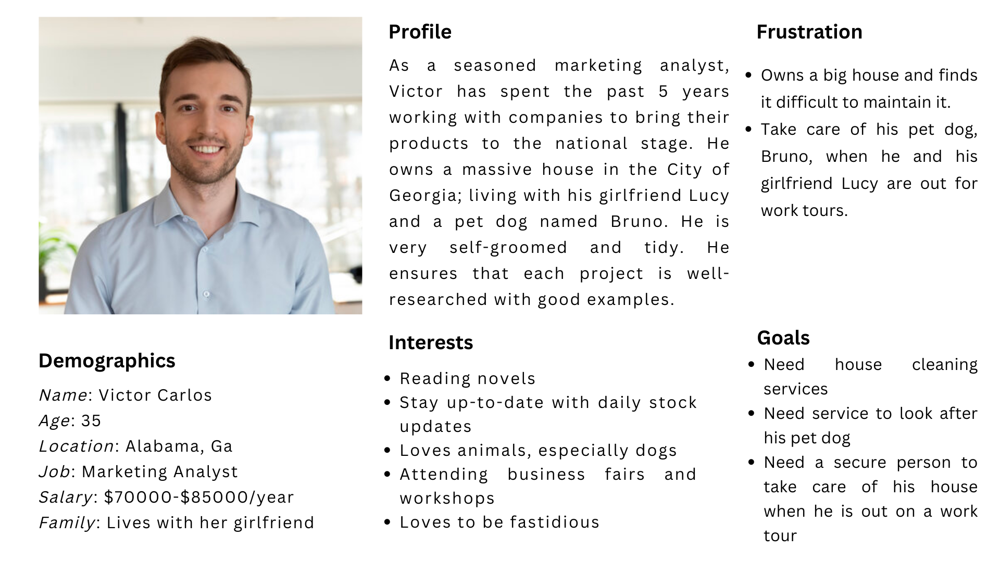 Profile
As a seasoned marketing analyst,
Victor has spent the past 5 years
working with companies to bring their
products to the national stage. He
owns a massive house in the City of
Georgia; living with his girlfriend Lucy
and a pet dog named Bruno. He is
very self-groomed and tidy. He
ensures that each project is well-
researched with good examples.
Frustration
• Owns a big house and finds
it difficult to maintain it.
• Take care of his pet dog,
Bruno, when he and his
girlfriend Lucy are out for
work tours.
Demographics
Name: Victor Carlos
Age: 35
Location: Alabama, Ga
Job: Marketing Analyst
Salary: $70000-$85000/year
Family: Lives with her girlfriend
Interests
• Reading novels
• Stay up-to-date with daily stock
updates
• Loves animals, especially dogs
• Attending business fairs and
workshops
• Loves to be fastidious
Goals
• Need house cleaning
services
• Need service to look after
his pet dog
• Need a secure person to
take care of his house
when he is out on a work
tour